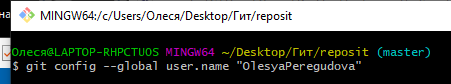 MINGW64:/c/Users/Олеся/Desktop/Гит/reposit
Олеся@LAPTOP-RHPCTUOS MINGW64 ~/Desktop/Гит/reposit (master)
$ git config --global user.name "OlesyaPeregudova"